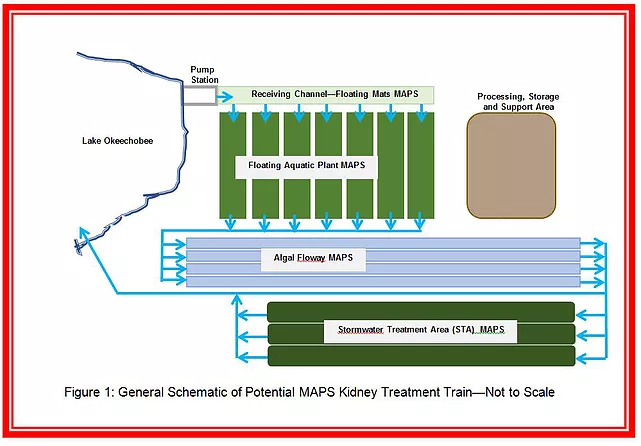 Pump
Station
Receiving Channel—Floating Mats MAPS
Processing, Storage
and Support Area
Lake Okeechobee
Floating Aquatic Plant MAPS
Algal Floway MAPS
Stormwater Treatment Area (STA) MAPS
Figure 1: General Schematic of Potential MAPS Kidney Treatment Train—Not to Scale